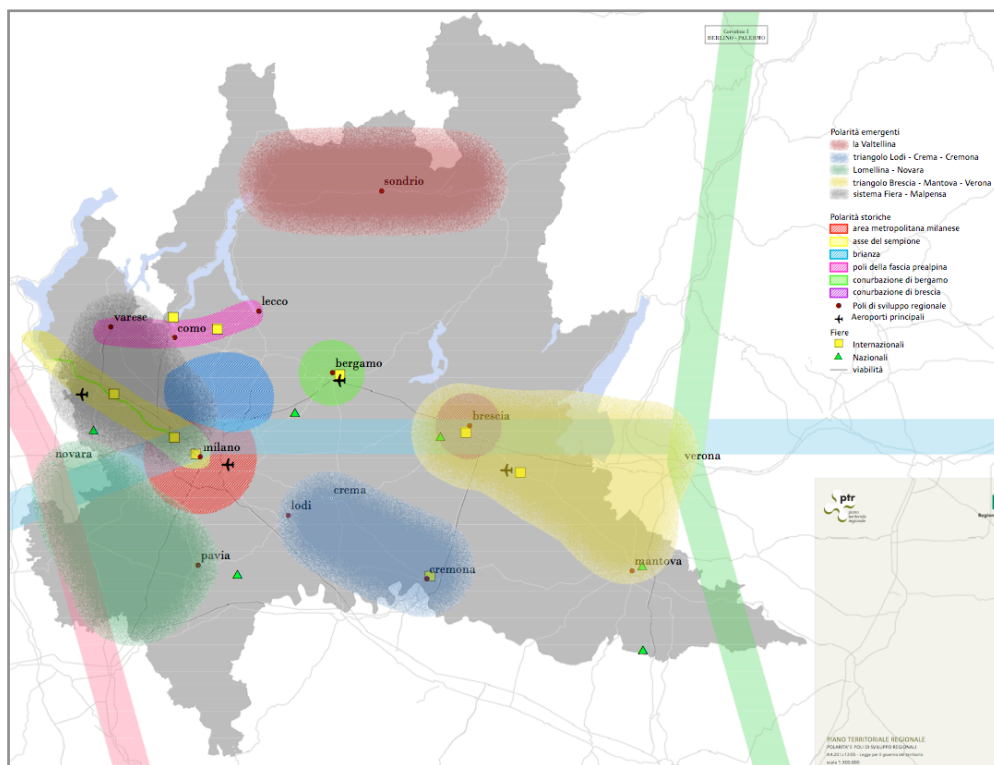 Corridoio I
BERLINO - PALERMO
Polarità emergenti
la Valtellina
triangolo Lodi - Crema - Cremona
Lomellina - Novara
triangolo Brescia - Mantova - Verona
sistema Fiera - Malpensa
Polarità storiche
area metropolitana milanese
asse del sempione
brianza
poli della fascia prealpina
conurbazione di bergamo
conurbazione di brescia
Poli di sviluppo regionale
Aeroporti principali
Fiere
Internazionali
Nazionali
viabilità
sondrio
lecco
varese
como
bergamo
brescia
novara
milano
verona
crema
lodi
pavia
cremona
mantova
ptr
piano
territoriale
regionale
PIANO TERRITORIALE REGIONALE
POLARITA' E POLI DI SVILUPPO REGIONALE
scala 1:300.000